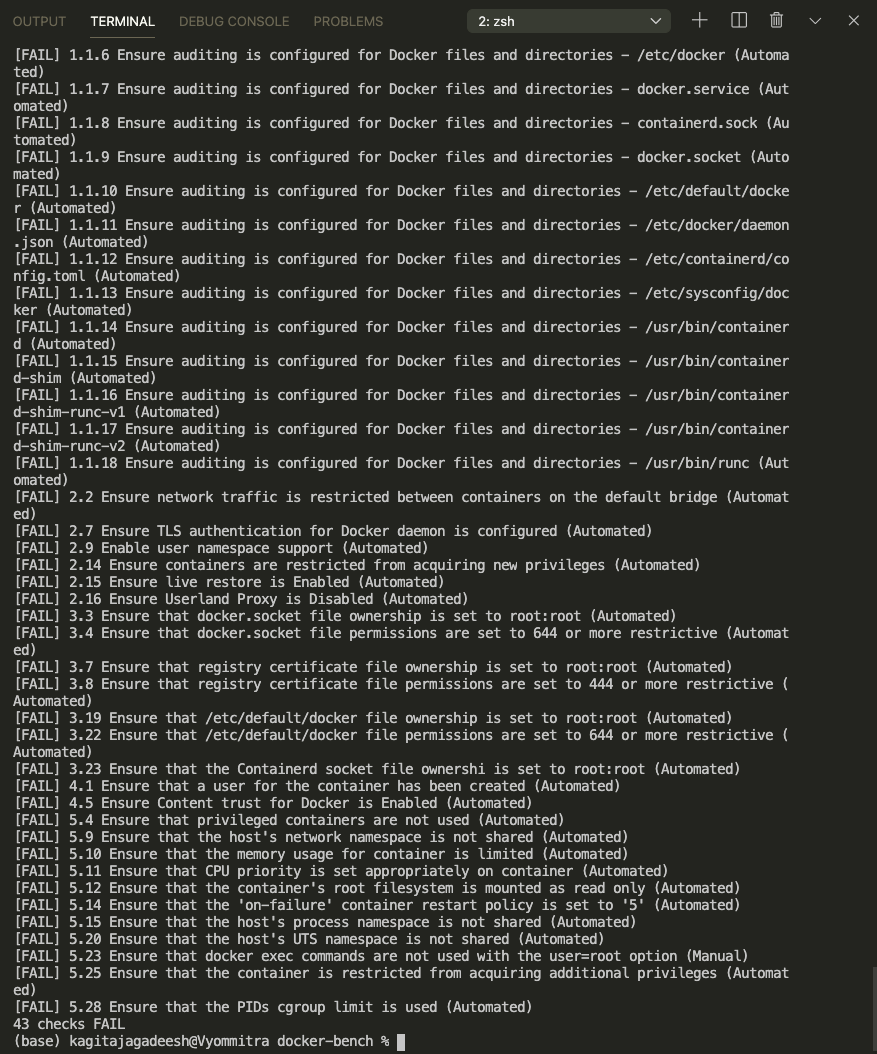 OUTPUT TERMINAL DEBUG CONSOLE PROBLEMS 2: zsh
[FAIL] 1.1.6 Ensure auditing is configured for Docker files and directories - /etc/docker (Automa
ted)
[FAIL] 1.1.7 Ensure auditing is configured for Docker files and directories - docker.service (Aut
omated)
[FAIL] 1.1.8 Ensure auditing is configured for Docker files and directories - containerd.sock (Au
tomated)
[FAIL] 1.1.9 Ensure auditing is configured for Docker files and directories - docker.socket (Auto
mated)
[FAIL] 1.1.10 Ensure auditing is configured for Docker files and directories - /etc/default/docke
r (Automated)
[FAIL] 1.1.11 Ensure auditing is configured for Docker files and directories - /etc/docker/daemon
.json (Automated)
[FAIL] 1.1.12 Ensure auditing is configured for Docker files and directories - /etc/containerd/co
nfig.toml (Automated)
[FAIL] 1.1.13 Ensure auditing is configured for Docker files and directories - /etc/sysconfig/doc
ker (Automated)
[FAIL] 1.1.14 Ensure auditing is configured for Docker files and directories - /usr/bin/container
d (Automated)
[FAIL] 1.1.15 Ensure auditing is configured for Docker files and directories - /usr/bin/container
d-shim (Automated)
[FAIL] 1.1.16 Ensure auditing is configured for Docker files and directories - /usr/bin/container
d-shim-runc-v1 (Automated)
[FAIL] 1.1.17 Ensure auditing is configured for Docker files and directories - /usr/bin/container
d-shim-runc-v2 (Automated)
[FAIL] 1.1.18 Ensure auditing is configured for Docker files and directories - /usr/bin/runc (Aut
omated)
[FAIL] 2.2 Ensure network traffic is restricted between containers on the default bridge (Automat
ed)
[FAIL] 2.7 Ensure TLS authentication for Docker daemon is configured (Automated)
[FAIL] 2.9 Enable user namespace support (Automated)
[FAIL] 2.14 Ensure containers are restricted from acquiring new privileges (Automated)
[FAIL] 2.15 Ensure live restore is Enabled (Automated)
[FAIL] 2.16 Ensure Userland Proxy is Disabled (Automated)
[FAIL] 3.3 Ensure that docker.socket file ownership is set to root:root (Automated)
[FAIL] 3.4 Ensure that docker.socket file permissions are set to 644 or more restrictive (Automat
ed)
[FAIL] 3.7 Ensure that registry certificate file ownership is set to root:root (Automated)
[FAIL] 3.8 Ensure that registry certificate file permissions are set to 444 or more restrictive (
Automated)
[FAIL] 3.19 Ensure that /etc/default/docker file ownership is set to root:root (Automated)
[FAIL] 3.22 Ensure that /etc/default/docker file permissions are set to 644 or more restrictive (
Automated)
[FAIL] 3.23 Ensure that the Containerd socket file ownershi is set to root:root (Automated)
[FAIL] 4.1 Ensure that a user for the container has been created (Automated)
[FAIL] 4.5 Ensure Content trust for Docker is Enabled (Automated)
[FAIL] 5.4 Ensure that privileged containers are not used (Automated)
[FAIL] 5.9 Ensure that the host's network namespace is not shared (Automated)
[FAIL] 5.10 Ensure that the memory usage for container is limited (Automated)
[FAIL] 5.11 Ensure that CPU priority is set appropriately on container (Automated)
[FAIL] 5.12 Ensure that the container's root filesystem is mounted as read only (Automated)
[FAIL] 5.14 Ensure that the 'on-failure' container restart policy is set to '5' (Automated)
[FAIL] 5.15 Ensure that the host's process namespace is not shared (Automated)
[FAIL] 5.20 Ensure that the host's UTS namespace is not shared (Automated)
[FAIL] 5.23 Ensure that docker exec commands are not used with the user=root option (Manual)
[FAIL] 5.25 Ensure that the container is restricted from acquiring additional privileges (Automat
ed)
[FAIL] 5.28 Ensure that the PIDs cgroup limit is used (Automated)
43 checks FAIL
(base) kagitajagadeesh@Vyommitra docker-bench %